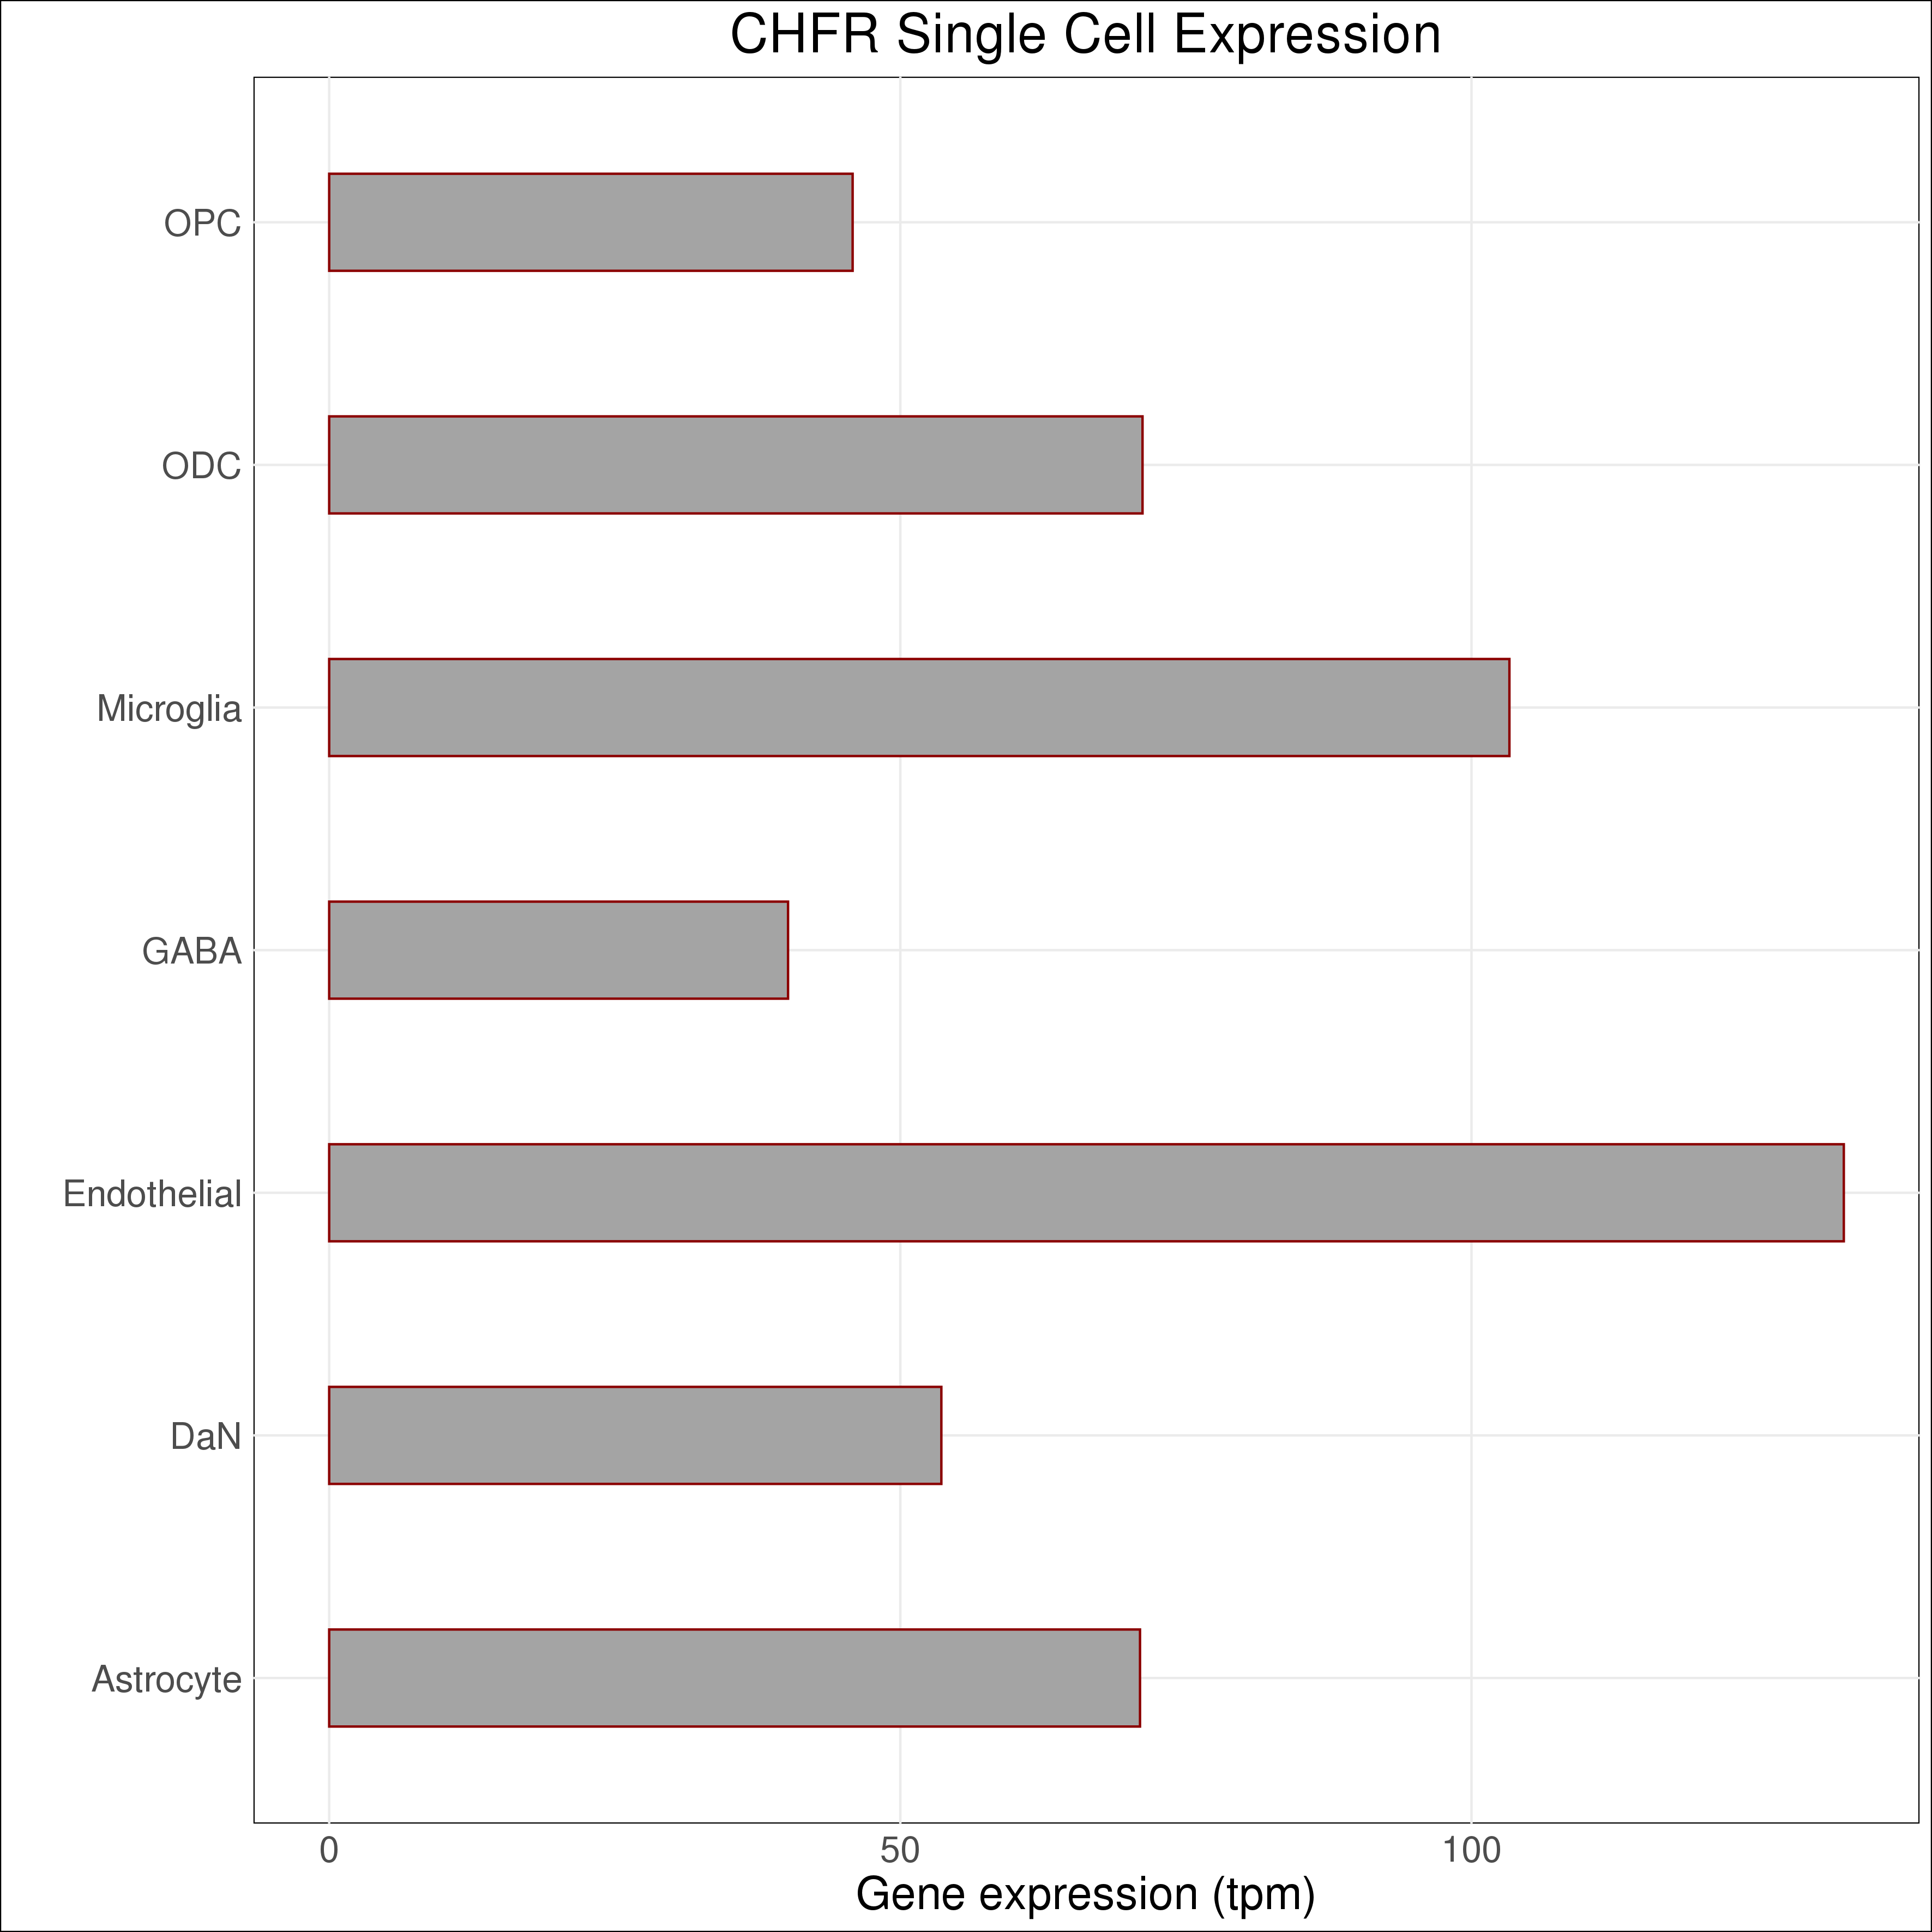 CHFR Single Cell Expression
OPC
ODC
Microglia
GABA
Endothelial
DaN
Astrocyte
0 50 100
Gene expression (tpm)